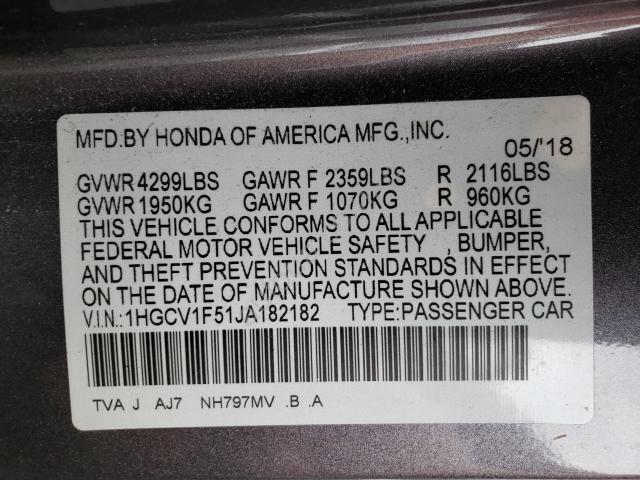 MFD.BY HONDA OF AMERICA MFG.,INC.
05/'18
GVWR 4299LBS GAWR F 2359LBS R 2116LBS
GVWR 1950KG GAWR F 1070KG R 960KG
THIS VEHICLE CONFORMS TO ALL APPLICABLE
FEDERAL MOTOR VEHICLE SAFETY , BUMPER,
AND THEFT PREVENTION STANDARDS IN EFFECT
ON THE DATE OF MANUFACTURE SHOWN ABOVE.
V.I.N.:1HGCV1F51JA182182 TYPE:PASSENGER CAR
TVA J AJ7 NH797MV .B .A